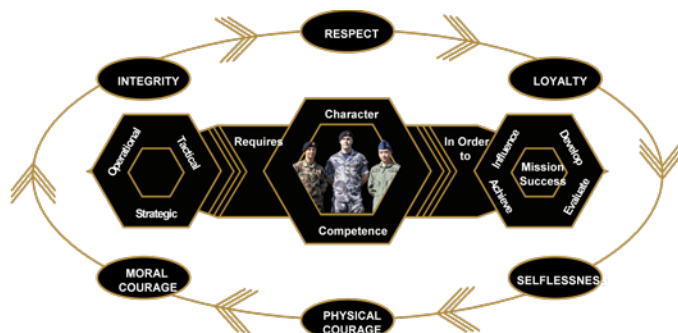 RESPECT
INTEGRITY
LOYALTY
Operational
Tactical
Strategic
Requires
Character
Competence
In Order
to
Influence
Develop
Achieve
Evaluate
Mission
Success
MORAL
COURAGE
PHYSICAL
COURAGE
SELFLESSNES